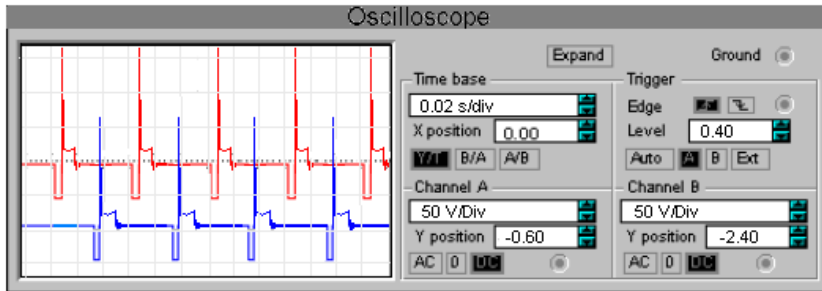 Oscilloscope
Expand Ground
Time base
0.02 s/div
X position 0.00
Y/T B/A A/B
Trigger
Edge
Level 0.40
Auto A B Ext
Channel A
50 V/Div
Y position -0.60
AC 0 DC
Channel B
50 V/Div
Y position -2.40
AC 0 DC